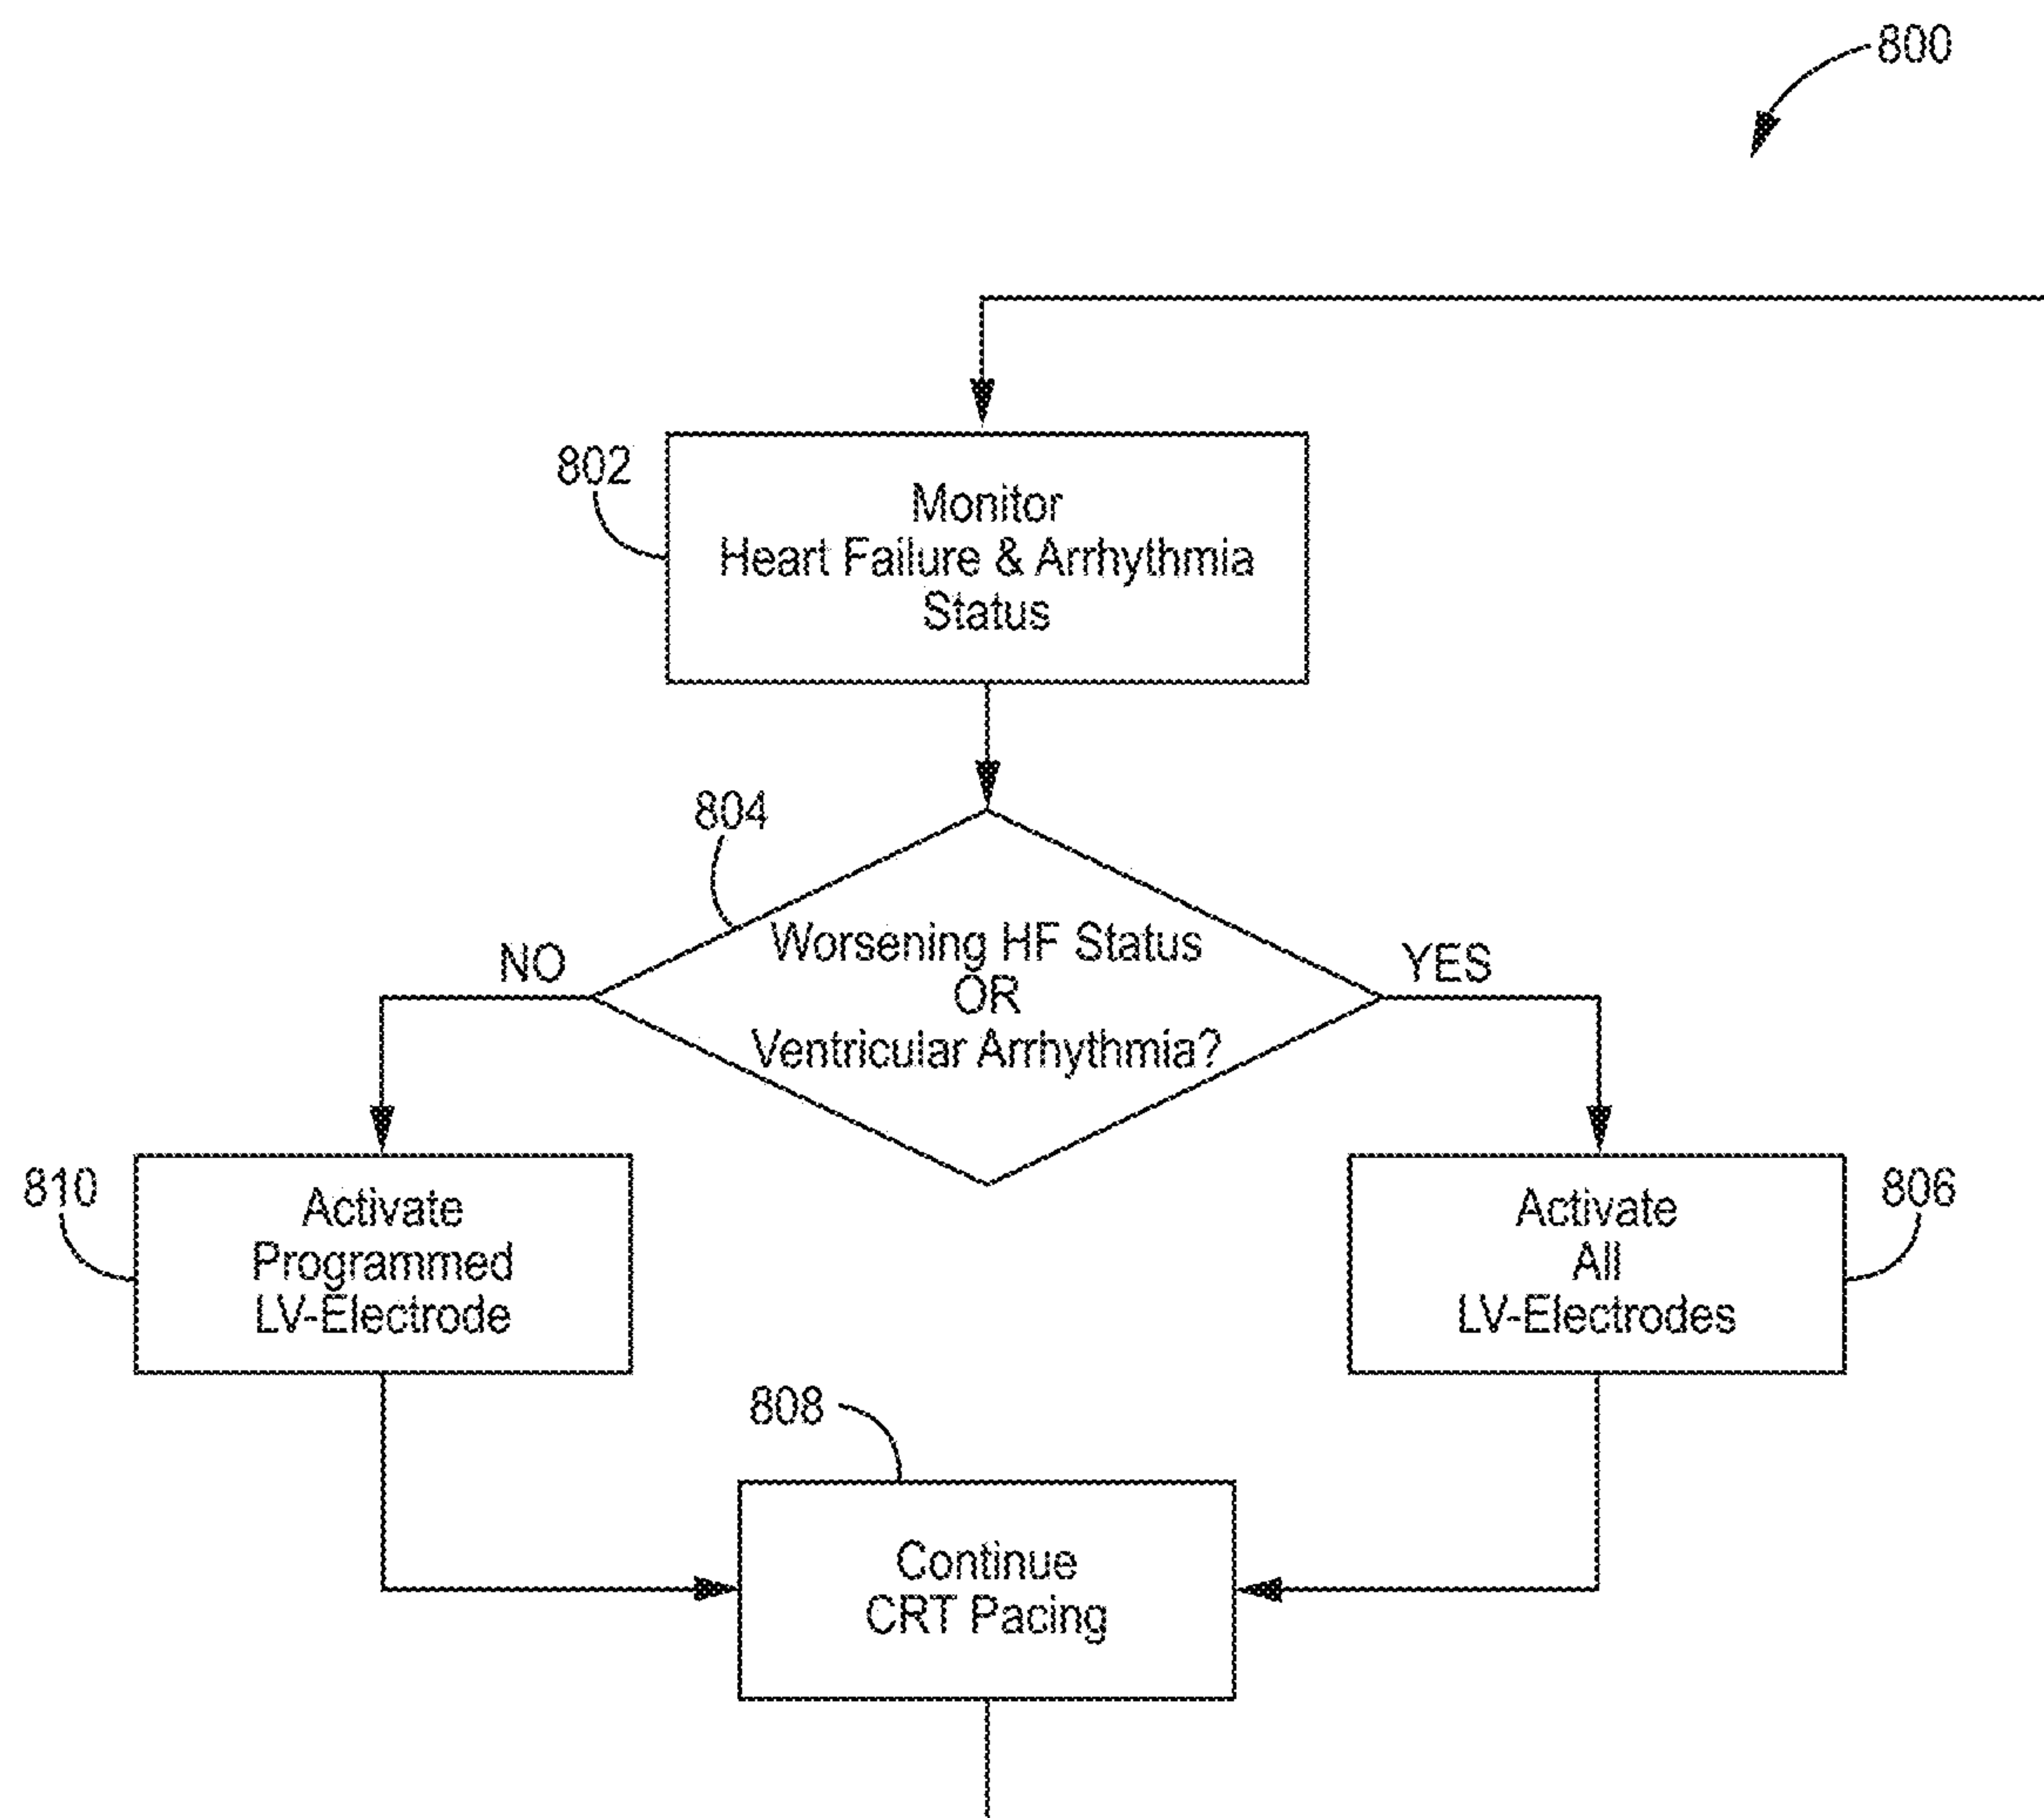 800
802
Monitor
Heart Failure & Arrhythmia
Status
804
Worsening HF Status
OR
Ventricular Arrhythmia?
NO
YES
810
Activate
Programmed
LV-Electrode
Activate
All
LV-Electrodes
806
808
Continue
CRT Pacing